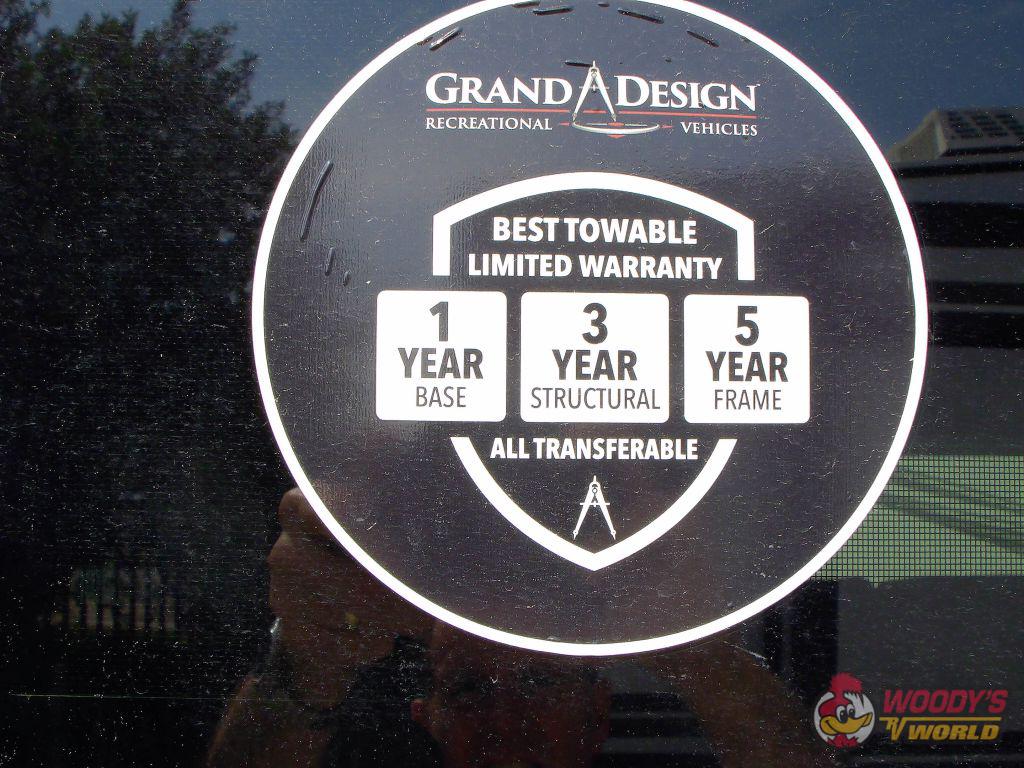 GRAND DESIGN
RECREATIONAL VEHICLES
BEST TOWABLE
LIMITED WARRANTY
1 YEAR BASE
3 YEAR STRUCTURAL
5 YEAR FRAME
ALL TRANSFERABLE
WOODY'S
RV WORLD